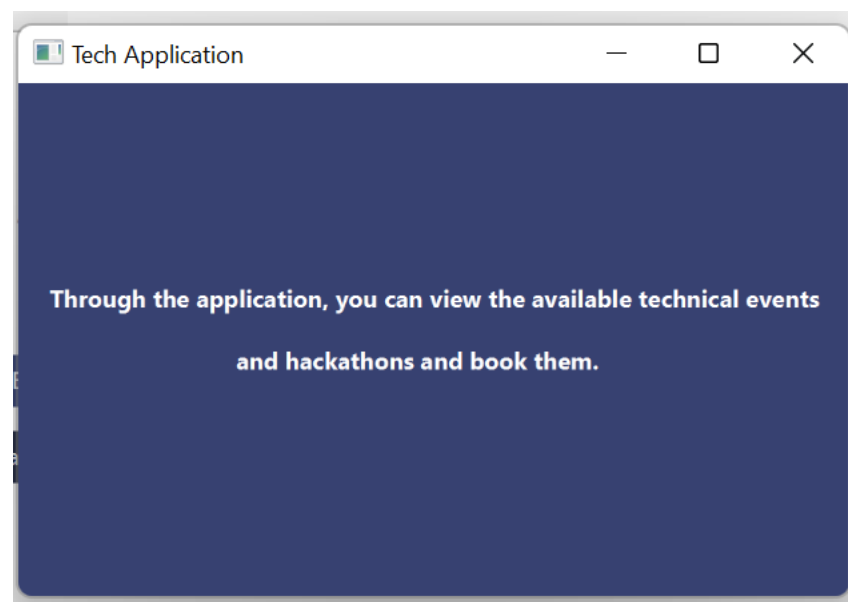 Tech Application
Through the application, you can view the available technical events
and hackathons and book them.